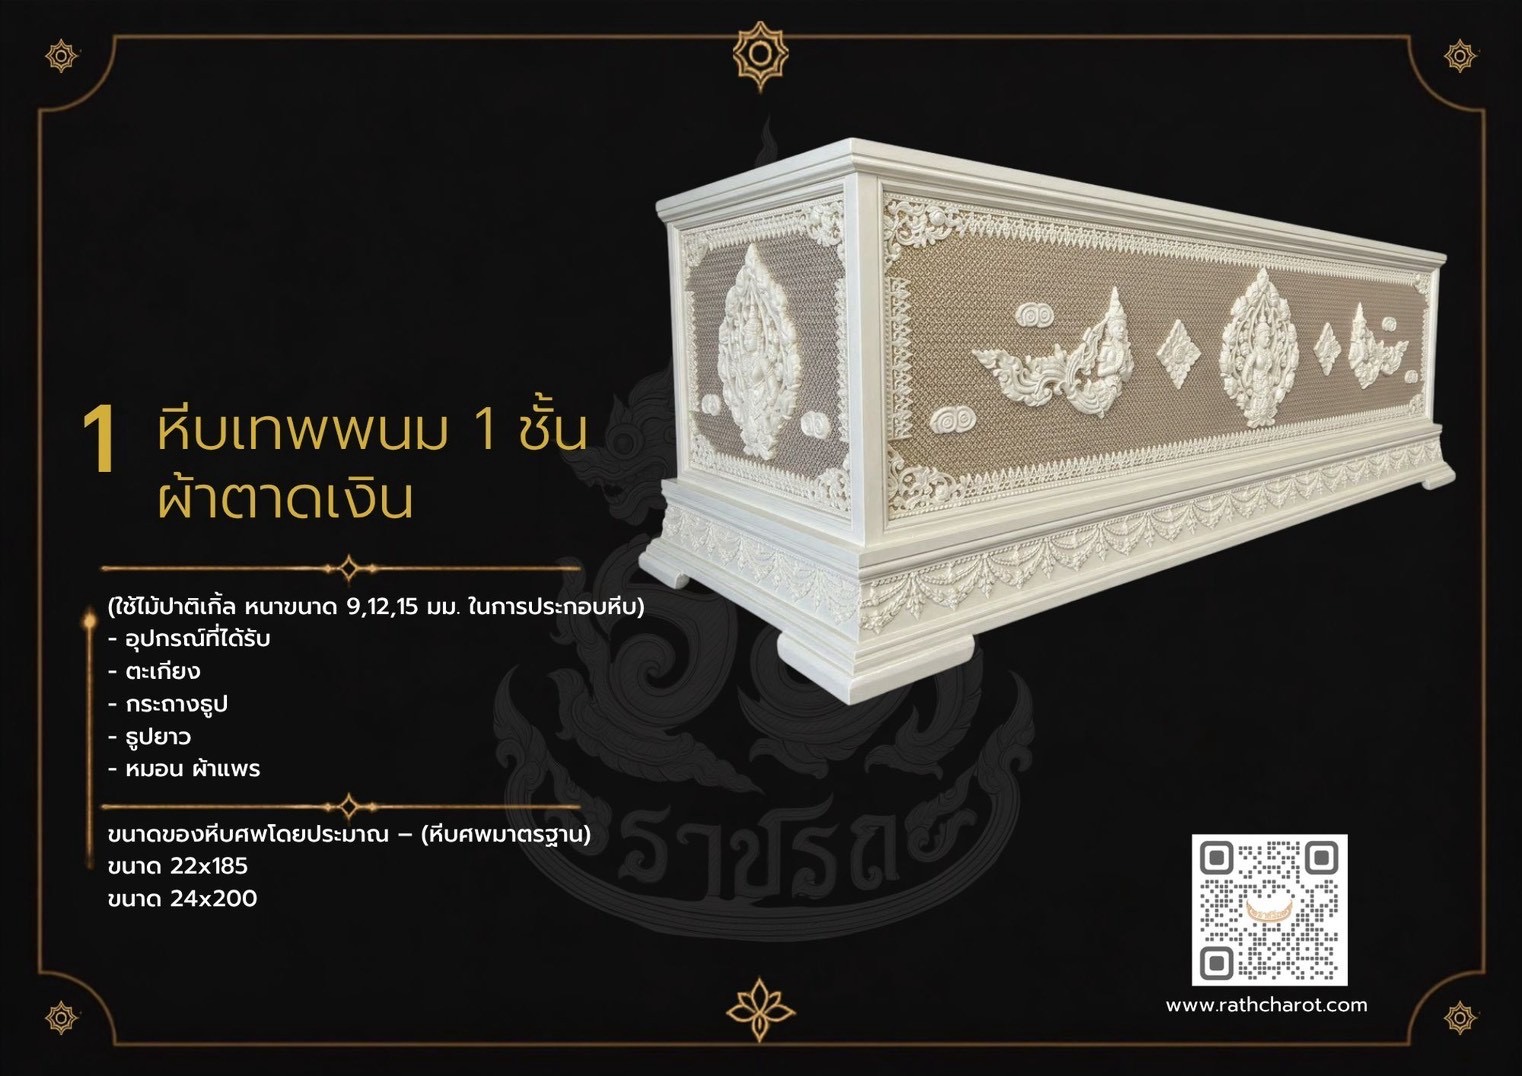 1 หีบเทพพนม 1 ชั้น
ผ้าตาดเงิน
(ใช้ไม้ปาติเกิ้ล หนาขนาด 9,12,15 มม. ในการประกอบหีบ)
- อุปกรณ์ที่ได้รับ
- ตะเกียง
- กระถางธูป
- ธูปยาว
- หมอน ผ้าแพร
ขนาดของหีบศพโดยประมาณ – (หีบศพมาตรฐาน)
ขนาด 22x185
ขนาด 24x200
ราชรถ
www.rathcharot.com